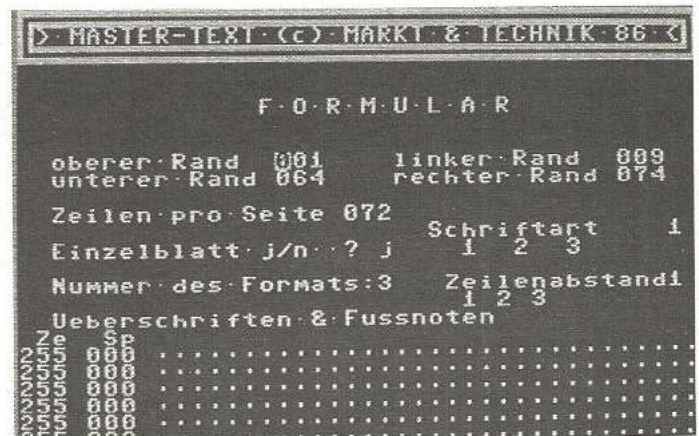 > MASTER-TEXT (c) MARKT & TECHNIK 86 <
F·O·R·M·U·L·A·R
oberer·Rand 001 linker·Rand 009
unterer·Rand 064 rechter·Rand 074
Zeilen·pro·Seite 072
Schriftart 1
Einzelblatt·j/n··? j 1 2 3
Nummer·des·Formats:3 Zeilenabstand1
1 2 3
Ueberschriften·&·Fussnoten
Ze Sp
255 000 ..............................
255 000 ..............................
255 000 ..............................
255 000 ..............................
255 000 ..............................